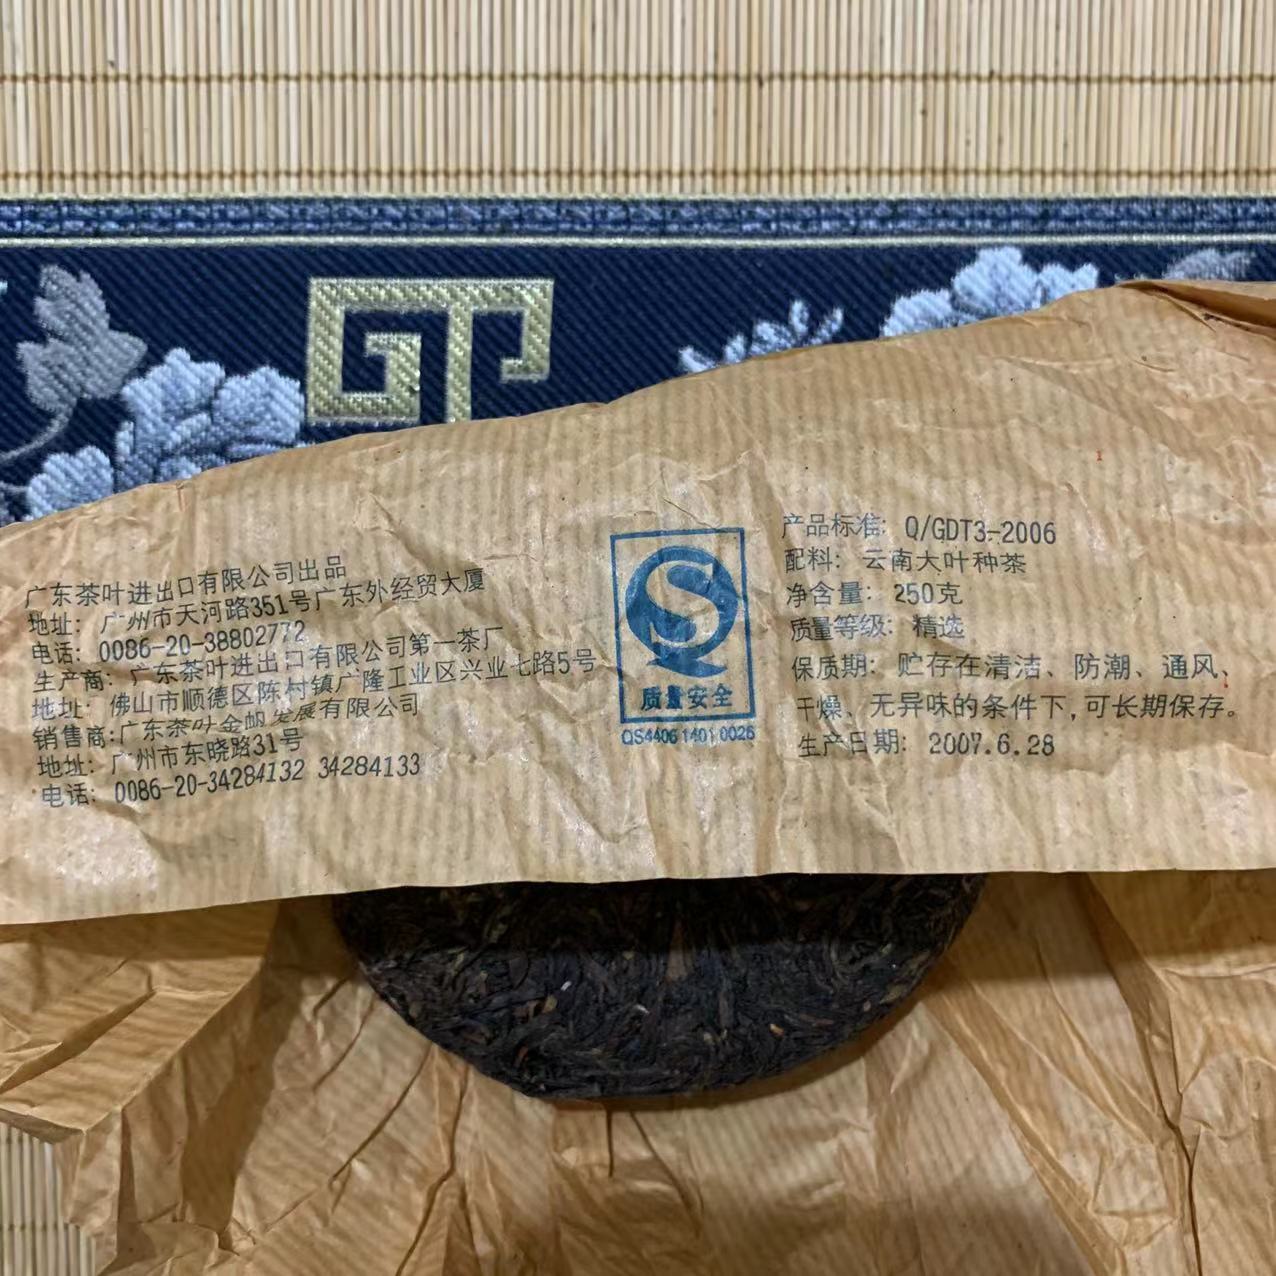 广东茶叶进出口有限公司出品
地址：广州市天河路351号广东外经贸大厦
电话：0086-20-38802772
生产商：广东茶叶进出口有限公司第一茶厂
地址：佛山市顺德区陈村镇广隆工业区兴业七路5号
销售商：广东茶叶金帆发展有限公司
地址：广州市东晓路31号
电话：0086-20-34284132 34284133
质量安全
QS4406 1401 0026
产品标准：Q/GDT3-2006
配料：云南大叶种茶
净含量：250克
质量等级：精选
保质期：贮存在清洁、防潮、通风、
干燥、无异味的条件下，可长期保存。
生产日期：2007.6.28